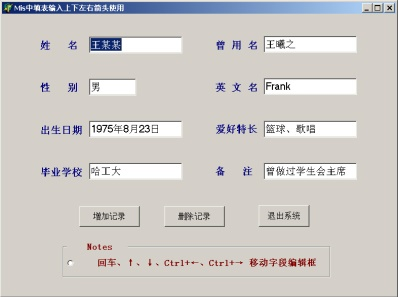 Mis中填表输入上下左右箭头使用
姓 名 王某某 曾 用 名 王曦之
性 别 男 英 文 名 Frank
出生日期 1975年8月23日 爱好特长 篮球、歌唱
毕业学校 哈工大 备 注 曾做过学生会主席
增加记录 删除记录 退出系统
Notes
回车、↑、↓、Ctrl+←、Ctrl+→ 移动字段编辑框